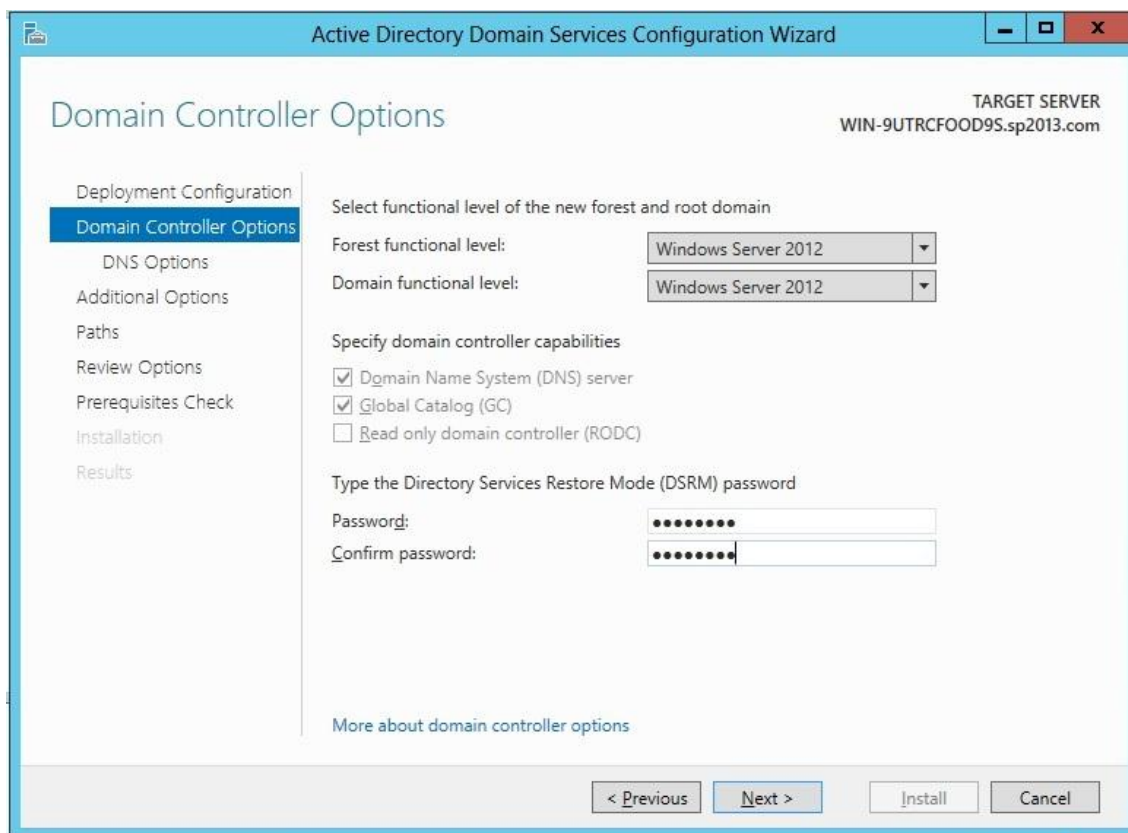 Active Directory Domain Services Configuration Wizard
Domain Controller Options
TARGET SERVER
WIN-9UTRCFOOD9S.sp2013.com
Deployment Configuration
Domain Controller Options
DNS Options
Additional Options
Paths
Review Options
Prerequisites Check
Installation
Results
Select functional level of the new forest and root domain
Forest functional level: Windows Server 2012
Domain functional level: Windows Server 2012
Specify domain controller capabilities
Domain Name System (DNS) server
Global Catalog (GC)
Read only domain controller (RODC)
Type the Directory Services Restore Mode (DSRM) password
Password: ●●●●●●●●
Confirm password: ●●●●●●●●
More about domain controller options
< Previous Next > Install Cancel